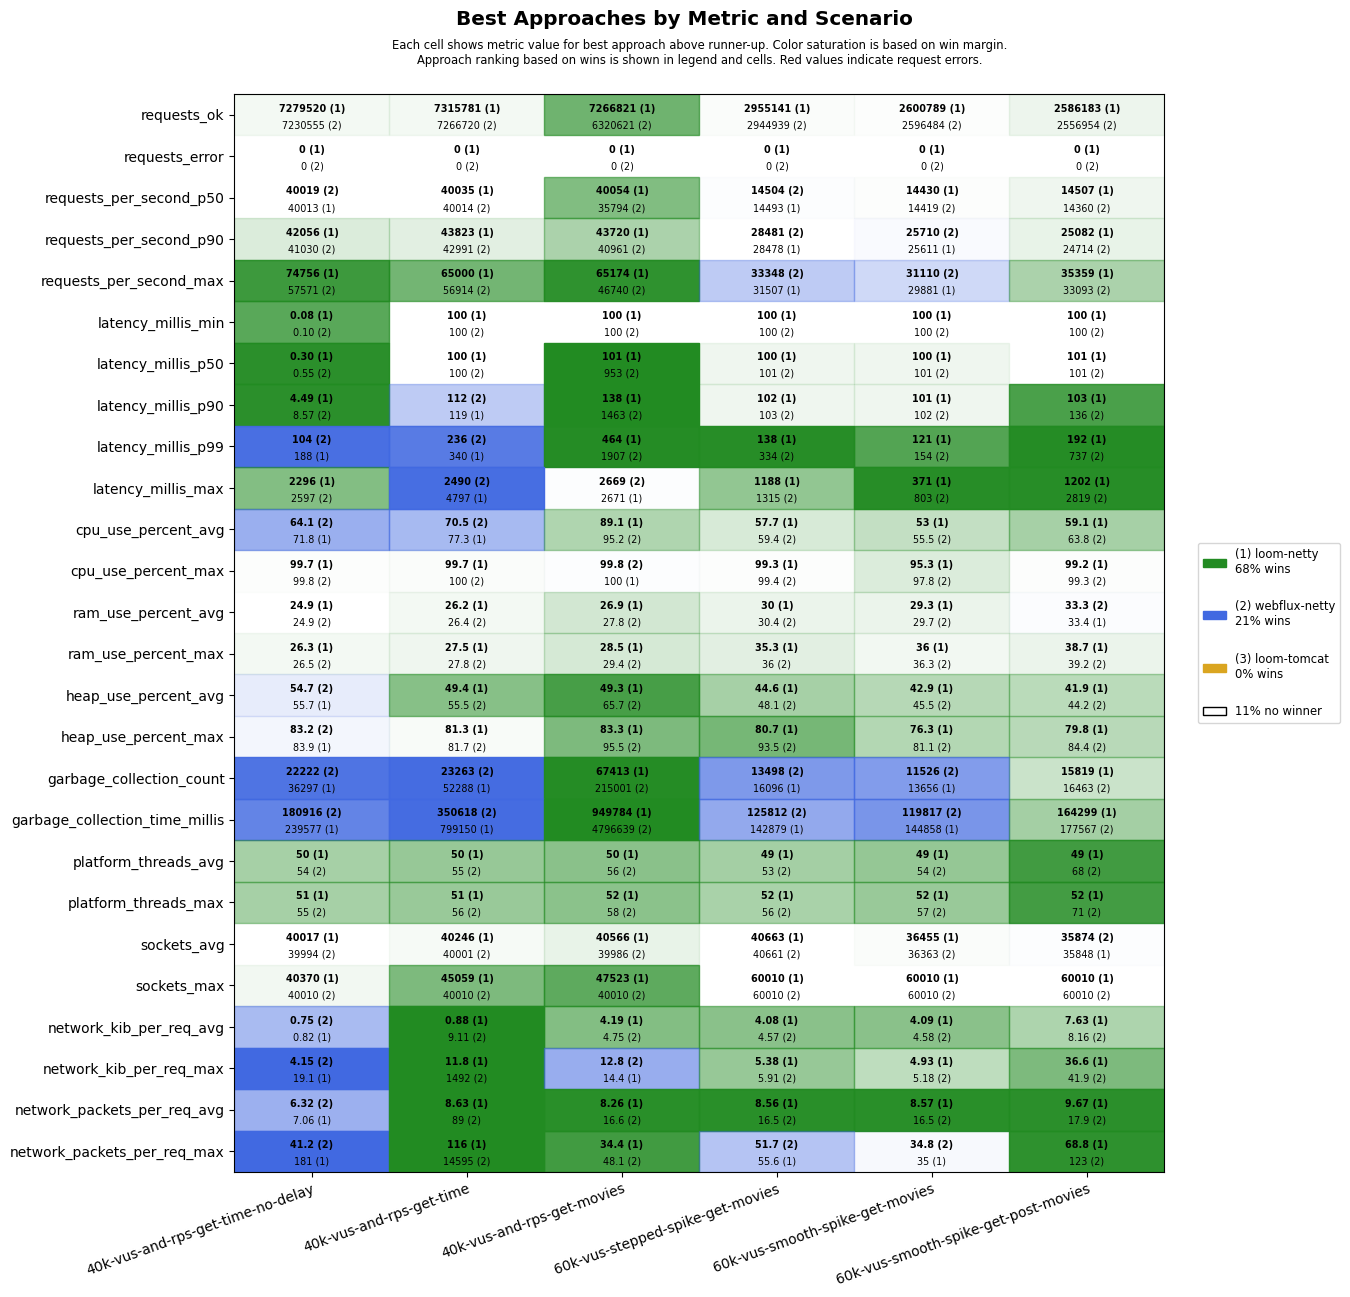 Best Approaches by Metric and Scenario
Each cell shows metric value for best approach above runner-up. Color saturation is based on win margin.
Approach ranking based on wins is shown in legend and cells. Red values indicate request errors.
requests_ok
7279520 (1) 7315781 (1) 7266821 (1) 2955141 (1) 2600789 (1) 2586183 (1)
7230555 (2) 7266720 (2) 6320621 (2) 2944939 (2) 2596484 (2) 2556954 (2)
requests_error
0 (1) 0 (1) 0 (1) 0 (1) 0 (1) 0 (1)
0 (2) 0 (2) 0 (2) 0 (2) 0 (2) 0 (2)
requests_per_second_p50
40019 (2) 40035 (1) 40054 (1) 14504 (2) 14430 (1) 14507 (1)
40013 (1) 40014 (2) 35794 (2) 14493 (1) 14419 (2) 14360 (2)
requests_per_second_p90
42056 (1) 43823 (1) 43720 (1) 28481 (2) 25710 (2) 25082 (1)
41030 (2) 42991 (2) 40961 (2) 28478 (1) 25611 (1) 24714 (2)
requests_per_second_max
74756 (1) 65000 (1) 65174 (1) 33348 (2) 31110 (2) 35359 (1)
57571 (2) 56914 (2) 46740 (2) 31507 (1) 29881 (1) 33093 (2)
latency_millis_min
0.08 (1) 100 (1) 100 (1) 100 (1) 100 (1) 100 (1)
0.10 (2) 100 (2) 100 (2) 100 (2) 100 (2) 100 (2)
latency_millis_p50
0.30 (1) 100 (1) 101 (1) 100 (1) 100 (1) 101 (1)
0.55 (2) 100 (2) 953 (2) 101 (2) 101 (2) 101 (2)
latency_millis_p90
4.49 (1) 112 (2) 138 (1) 102 (1) 101 (1) 103 (1)
8.57 (2) 119 (1) 1463 (2) 103 (2) 102 (2) 136 (2)
latency_millis_p99
104 (2) 236 (2) 464 (1) 138 (1) 121 (1) 192 (1)
188 (1) 340 (1) 1907 (2) 334 (2) 154 (2) 737 (2)
latency_millis_max
2296 (1) 2490 (2) 2669 (2) 1188 (1) 371 (1) 1202 (1)
2597 (2) 4797 (1) 2671 (1) 1315 (2) 803 (2) 2819 (2)
cpu_use_percent_avg
64.1 (2) 70.5 (2) 89.1 (1) 57.7 (1) 53 (1) 59.1 (1)
71.8 (1) 77.3 (1) 95.2 (2) 59.4 (2) 55.5 (2) 63.8 (2)
cpu_use_percent_max
99.7 (1) 99.7 (1) 99.8 (2) 99.3 (1) 95.3 (1) 99.2 (1)
99.8 (2) 100 (2) 100 (1) 99.4 (2) 97.8 (2) 99.3 (2)
ram_use_percent_avg
24.9 (1) 26.2 (1) 26.9 (1) 30 (1) 29.3 (1) 33.3 (2)
24.9 (2) 26.4 (2) 27.8 (2) 30.4 (2) 29.7 (2) 33.4 (1)
ram_use_percent_max
26.3 (1) 27.5 (1) 28.5 (1) 35.3 (1) 36 (1) 38.7 (1)
26.5 (2) 27.8 (2) 29.4 (2) 36 (2) 36.3 (2) 39.2 (2)
heap_use_percent_avg
54.7 (2) 49.4 (1) 49.3 (1) 44.6 (1) 42.9 (1) 41.9 (1)
55.7 (1) 55.5 (2) 65.7 (2) 48.1 (2) 45.5 (2) 44.2 (2)
heap_use_percent_max
83.2 (2) 81.3 (1) 83.3 (1) 80.7 (1) 76.3 (1) 79.8 (1)
83.9 (1) 81.7 (2) 95.5 (2) 93.5 (2) 81.1 (2) 84.4 (2)
garbage_collection_count
22222 (2) 23263 (2) 67413 (1) 13498 (2) 11526 (2) 15819 (1)
36297 (1) 52288 (1) 215001 (2) 16096 (1) 13656 (1) 16463 (2)
garbage_collection_time_millis
180916 (2) 350618 (2) 949784 (1) 125812 (2) 119817 (2) 164299 (1)
239577 (1) 799150 (1) 4796639 (2) 142879 (1) 144858 (1) 177567 (2)
platform_threads_avg
50 (1) 50 (1) 50 (1) 49 (1) 49 (1) 49 (1)
54 (2) 55 (2) 56 (2) 53 (2) 54 (2) 68 (2)
platform_threads_max
51 (1) 51 (1) 52 (1) 52 (1) 52 (1) 52 (1)
55 (2) 56 (2) 58 (2) 56 (2) 57 (2) 71 (2)
sockets_avg
40017 (1) 40246 (1) 40566 (1) 40663 (1) 36455 (1) 35874 (2)
39994 (2) 40001 (2) 39986 (2) 40661 (2) 36363 (2) 35848 (1)
sockets_max
40370 (1) 45059 (1) 47523 (1) 60010 (1) 60010 (1) 60010 (1)
40010 (2) 40010 (2) 40010 (2) 60010 (2) 60010 (2) 60010 (2)
network_kib_per_req_avg
0.75 (2) 0.88 (1) 4.19 (1) 4.08 (1) 4.09 (1) 7.63 (1)
0.82 (1) 9.11 (2) 4.75 (2) 4.57 (2) 4.58 (2) 8.16 (2)
network_kib_per_req_max
4.15 (2) 11.8 (1) 12.8 (2) 5.38 (1) 4.93 (1) 36.6 (1)
19.1 (1) 1492 (2) 14.4 (1) 5.91 (2) 5.18 (2) 41.9 (2)
network_packets_per_req_avg
6.32 (2) 8.63 (1) 8.26 (1) 8.56 (1) 8.57 (1) 9.67 (1)
7.06 (1) 89 (2) 16.6 (2) 16.5 (2) 16.5 (2) 17.9 (2)
network_packets_per_req_max
41.2 (2) 116 (1) 34.4 (1) 51.7 (2) 34.8 (2) 68.8 (1)
181 (1) 14595 (2) 48.1 (2) 55.6 (1) 35 (1) 123 (2)
40k-vus-and-rps-get-time-no-delay
40k-vus-and-rps-get-time
40k-vus-and-rps-get-movies
60k-vus-stepped-spike-get-movies
60k-vus-smooth-spike-get-movies
60k-vus-smooth-spike-get-post-movies
(1) loom-netty
68% wins
(2) webflux-netty
21% wins
(3) loom-tomcat
0% wins
11% no winner